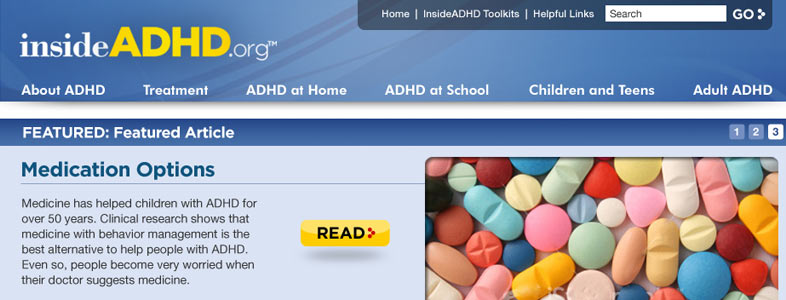 Home | InsideADHD Toolkits | Helpful Links Search GO
insideADHD.org™
About ADHD Treatment ADHD at Home ADHD at School Children and Teens Adult ADHD
FEATURED: Featured Article 1 2 3
Medication Options
Medicine has helped children with ADHD for
over 50 years. Clinical research shows that
medicine with behavior management is the
best alternative to help people with ADHD.
Even so, people become very worried when
their doctor suggests medicine.
READ